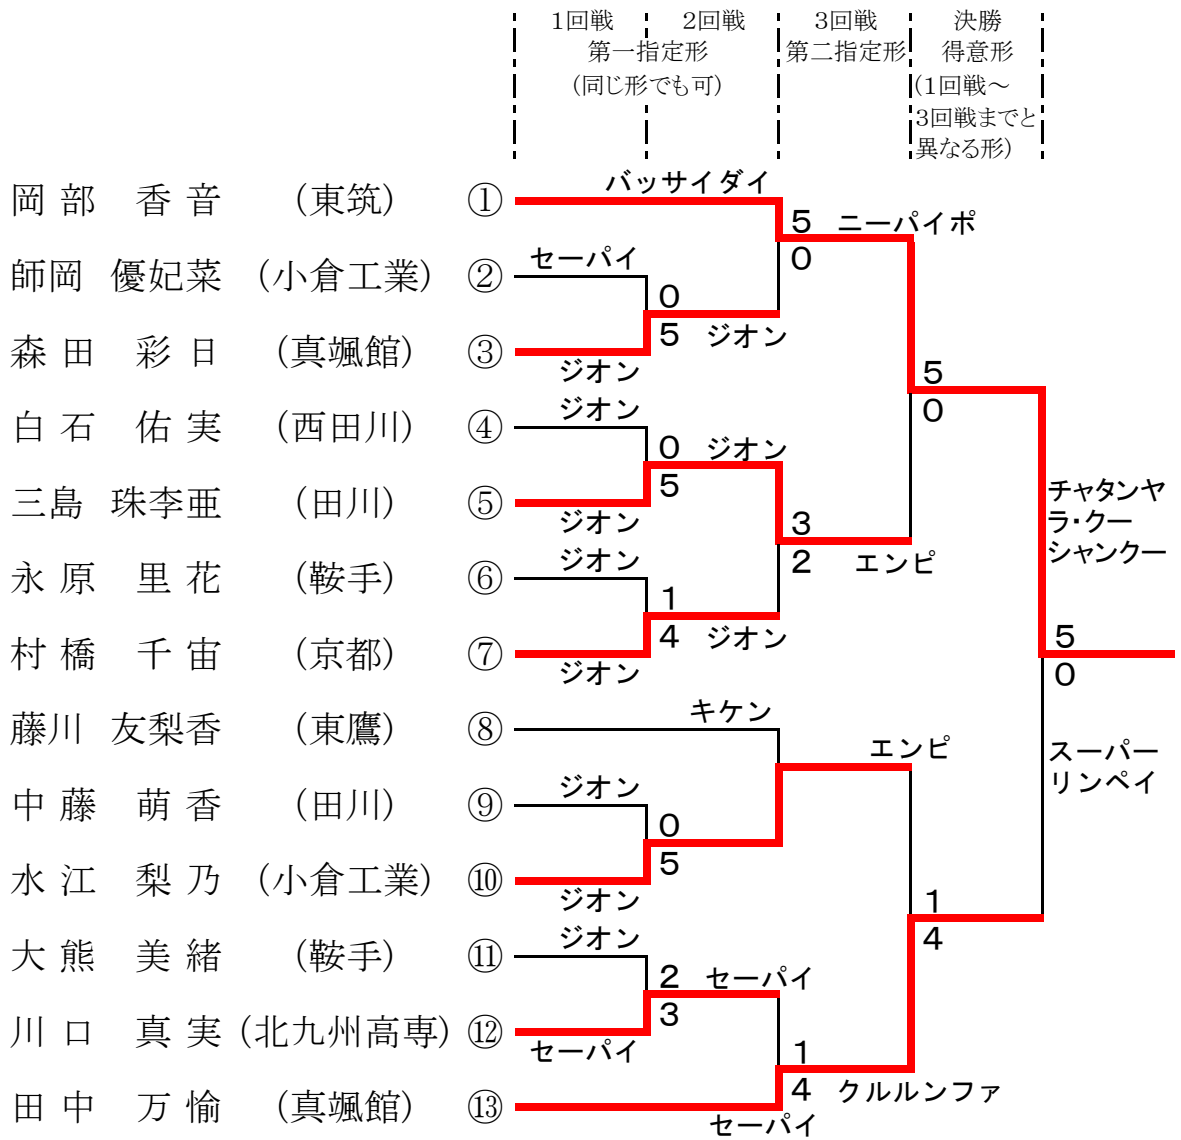 1回戦 2回戦 3回戦 決勝
第一指定形 第二指定形 得意形
(同じ形でも可) (1回戦～
3回戦までと
異なる形)
バッサイダイ
岡部 香音 (東筑) ①
5 ニーパイポ
0
セーパイ
師岡 優妃菜 (小倉工業) ②
0
5 ジオン
森田 彩日 (真颯館) ③
ジオン
5
0
ジオン
白石 佑実 (西田川) ④
0 ジオン
5
三島 珠李亜 (田川) ⑤
ジオン
チャタンヤ
ラ・クー
シャンクー
3
2 エンピ
ジオン
永原 里花 (鞍手) ⑥
1
4 ジオン
村橋 千宙 (京都) ⑦
ジオン
5
0
キケン
藤川 友梨香 (東鷹) ⑧
エンピ
スーパー
リンペイ
ジオン
中藤 萌香 (田川) ⑨
0
5
水江 梨乃 (小倉工業) ⑩
ジオン
1
4
ジオン
大熊 美緒 (鞍手) ⑪
2 セーパイ
3
川口 真実 (北九州高専) ⑫
セーパイ
1
4 クルルンファ
田中 万愉 (真颯館) ⑬
セーパイ